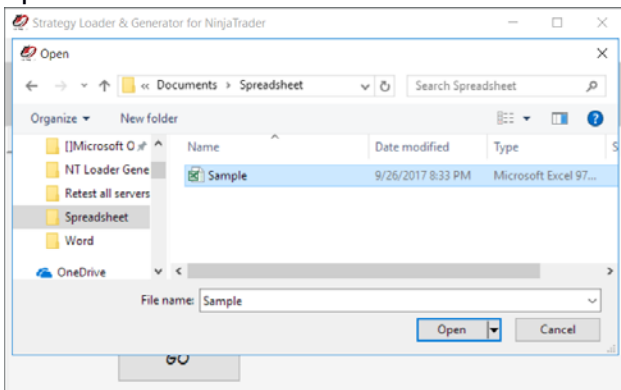 Strategy Loader & Generator for NinjaTrader
Open
« Documents > Spreadsheet
Search Spreadsheet
Organize
New folder
Name
Date modified
Type
S
[]Microsoft O
NT Loader Gene
Sample
9/26/2017 8:33 PM
Microsoft Excel 97...
Retest all servers
Spreadsheet
Word
OneDrive
File name:
Sample
Open
Cancel
GO